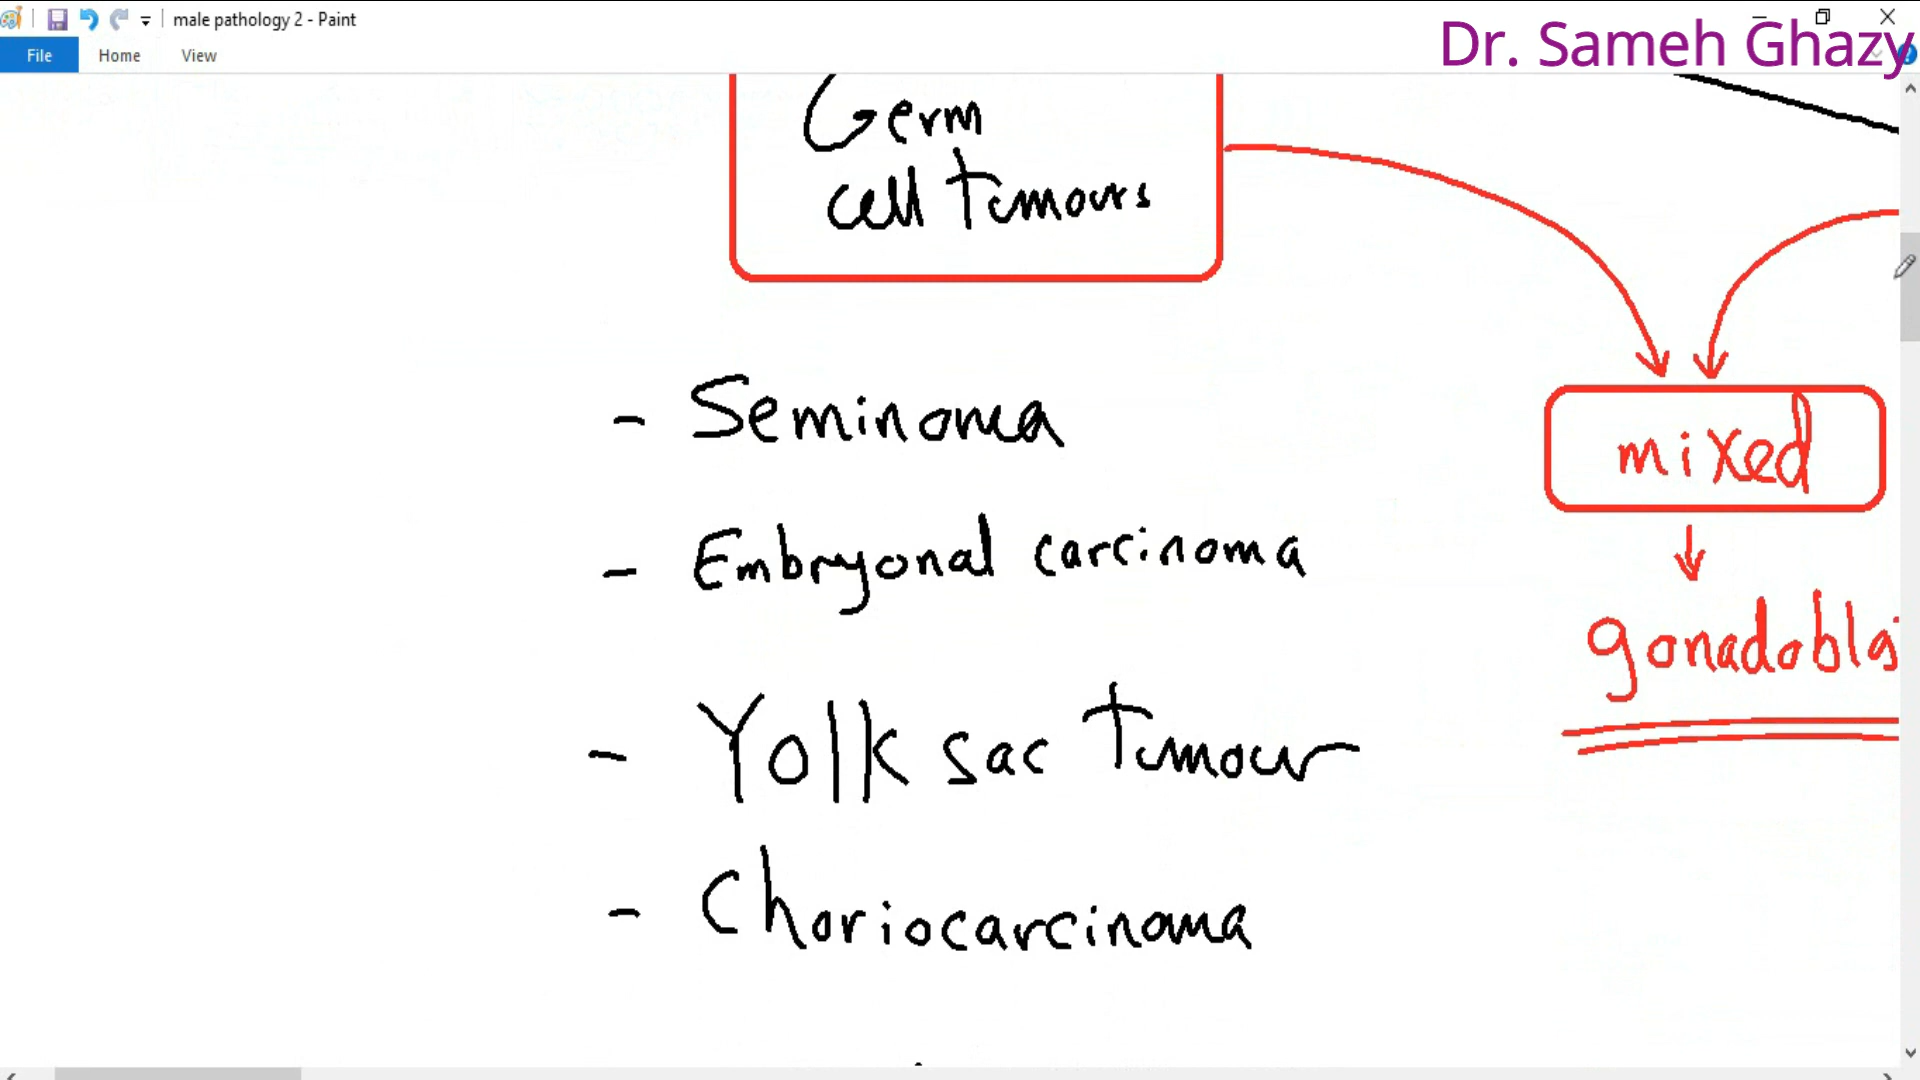 male pathology 2 - Paint
Dr. Sameh Ghazy
File Home View
Germ
cell tumours
- Seminoma
- Embryonal carcinoma
- Yolk sac tumour
- Choriocarcinoma
mixed
gonadoblas